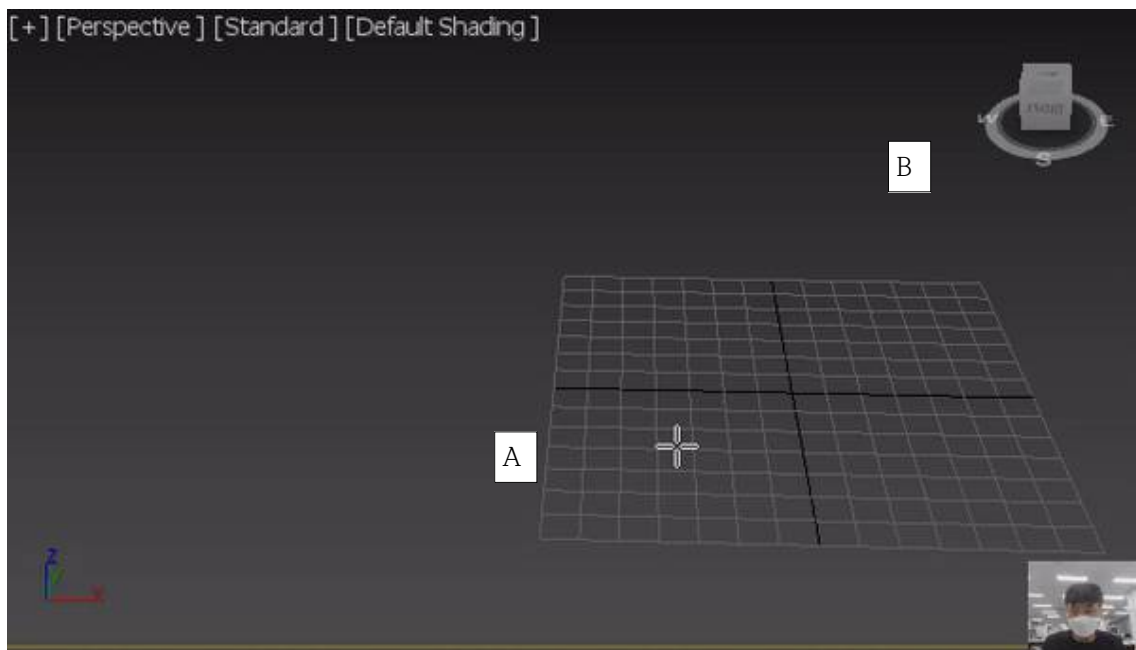 [ + ] [Perspective ] [Standard ] [Default Shading ]
W
E
S
B
A
Z
Y
X